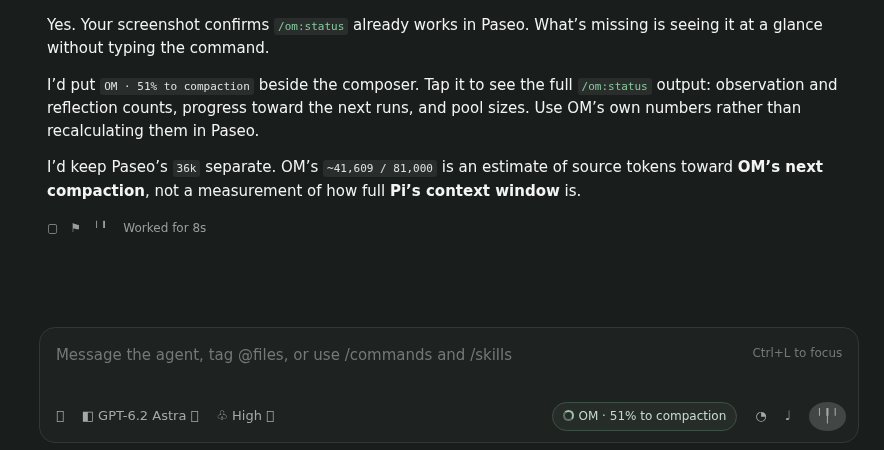 Yes. Your screenshot confirms /om:status already works in Paseo. What’s missing is seeing it at a glance
without typing the command.
I’d put OM · 51% to compaction beside the composer. Tap it to see the full /om:status output: observation and
reflection counts, progress toward the next runs, and pool sizes. Use OM’s own numbers rather than
recalculating them in Paseo.
I’d keep Paseo’s 36k separate. OM’s ~41,609 / 81,000 is an estimate of source tokens toward OM’s next
compaction, not a measurement of how full Pi’s context window is.
Worked for 8s
Message the agent, tag @files, or use /commands and /skills
Ctrl+L to focus
GPT-6.2 Astra
High
OM · 51% to compaction